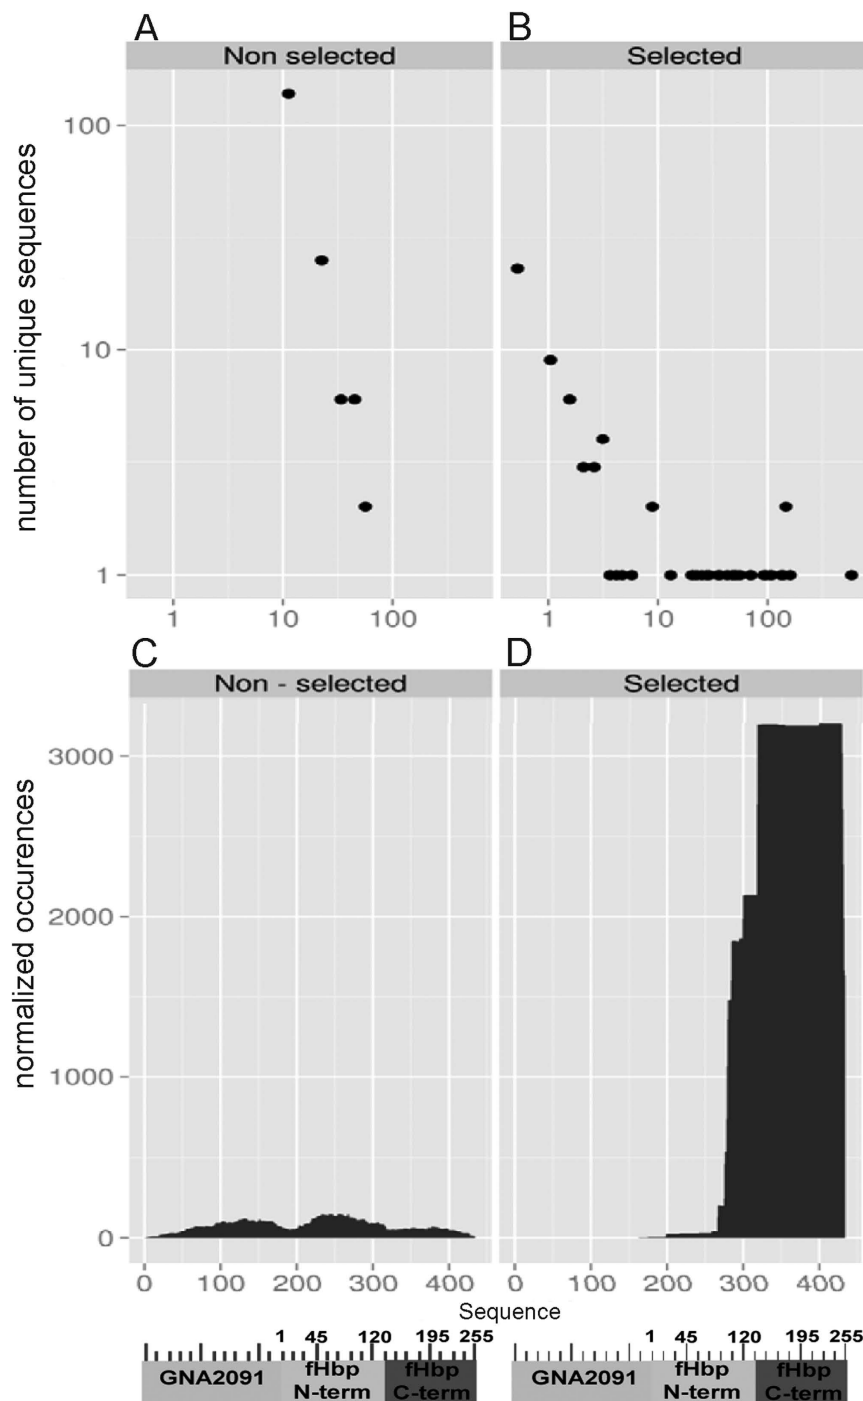 A
B
Non selected
Selected
number of unique sequences
100
10
1
1 10 100
1 10 100
C
D
Non - selected
Selected
normalized occurences
3000
2000
1000
0
0 100 200 300 400
0 100 200 300 400
Sequence
1 45 120 195 255
1 45 120 195 255
GNA2091 fHbp N-term fHbp C-term
GNA2091 fHbp N-term fHbp C-term